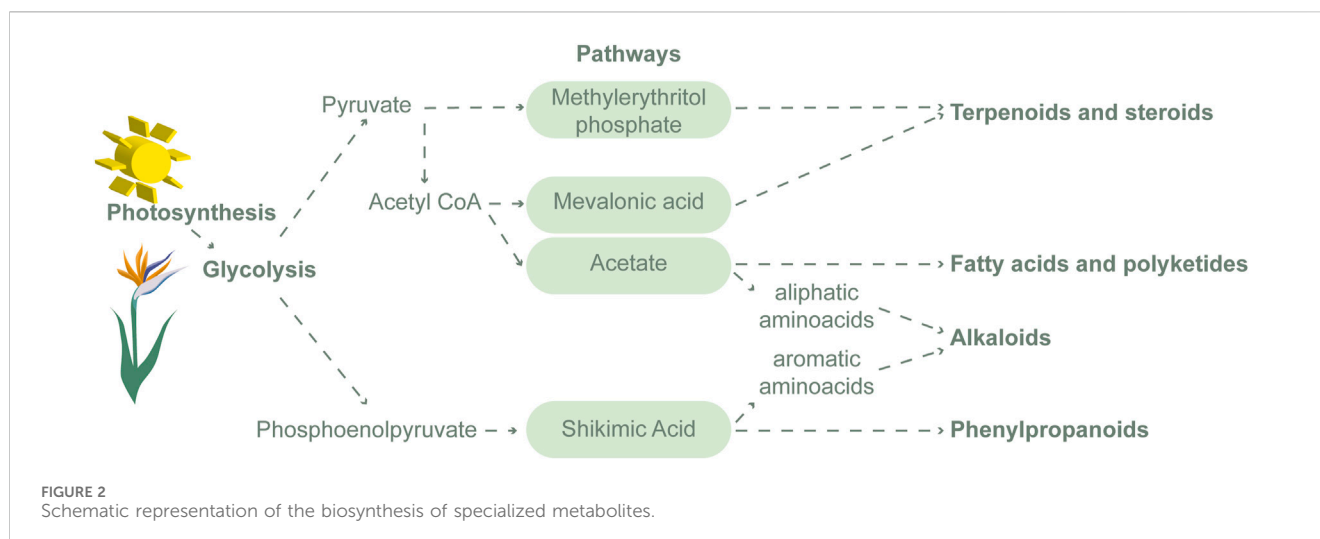 Pathways
Pyruvate
Methylerythritol
phosphate
Terpenoids and steroids
Acetyl CoA
Mevalonic acid
Photosynthesis
Glycolysis
Acetate
Fatty acids and polyketides
aliphatic
aminoacids
Alkaloids
aromatic
aminoacids
Phosphoenolpyruvate
Shikimic Acid
Phenylpropanoids
FIGURE 2
Schematic representation of the biosynthesis of specialized metabolites.